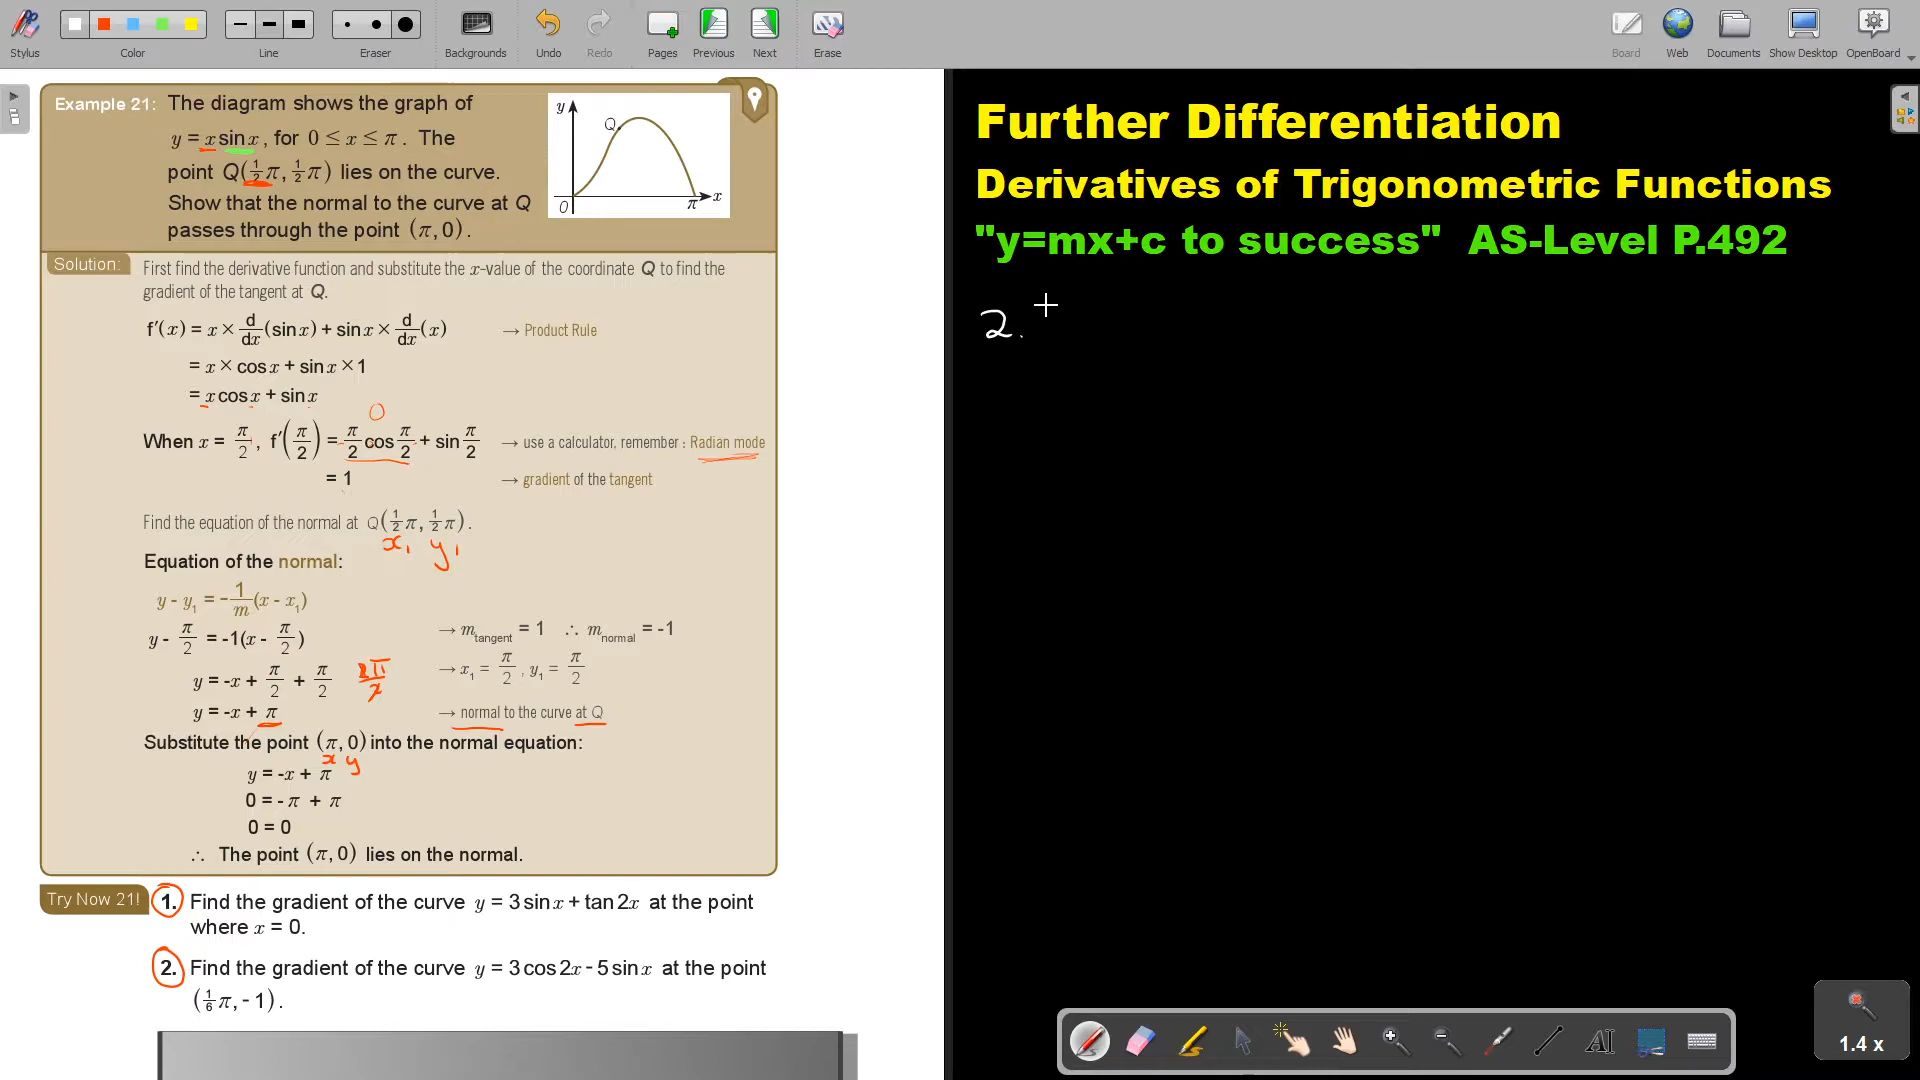 Stylus Color Line Eraser Backgrounds Undo Redo Pages Previous Next Erase Board Web Documents Show Desktop OpenBoard
Example 21: The diagram shows the graph of
y = x sin x, for 0 ≤ x ≤ π. The
point Q(½π, ½π) lies on the curve.
Show that the normal to the curve at Q
passes through the point (π, 0).
y Q O π x
Solution: First find the derivative function and substitute the x-value of the coordinate Q to find the
gradient of the tangent at Q.
f′(x) = x × d/dx (sin x) + sin x × d/dx (x) → Product Rule
= x × cos x + sin x × 1
= x cos x + sin x
0
When x = π/2, f′(π/2) = π/2 cos π/2 + sin π/2 → use a calculator, remember : Radian mode
= 1 → gradient of the tangent
Find the equation of the normal at Q(½π, ½π).
x₁ y₁
Equation of the normal:
y - y₁ = -1/m (x - x₁)
y - π/2 = -1(x - π/2) → m tangent = 1 ∴ m normal = -1
y = -x + π/2 + π/2 2π/2 → x₁ = π/2, y₁ = π/2
y = -x + π → normal to the curve at Q
Substitute the point (π, 0) into the normal equation:
x y
y = -x + π
0 = - π + π
0 = 0
∴ The point (π, 0) lies on the normal.
Try Now 21! 1. Find the gradient of the curve y = 3 sin x + tan 2x at the point
where x = 0.
2. Find the gradient of the curve y = 3 cos 2x - 5 sin x at the point
(1/6 π, - 1).
Further Differentiation
Derivatives of Trigonometric Functions
"y=mx+c to success" AS-Level P.492
2.
1.4 x